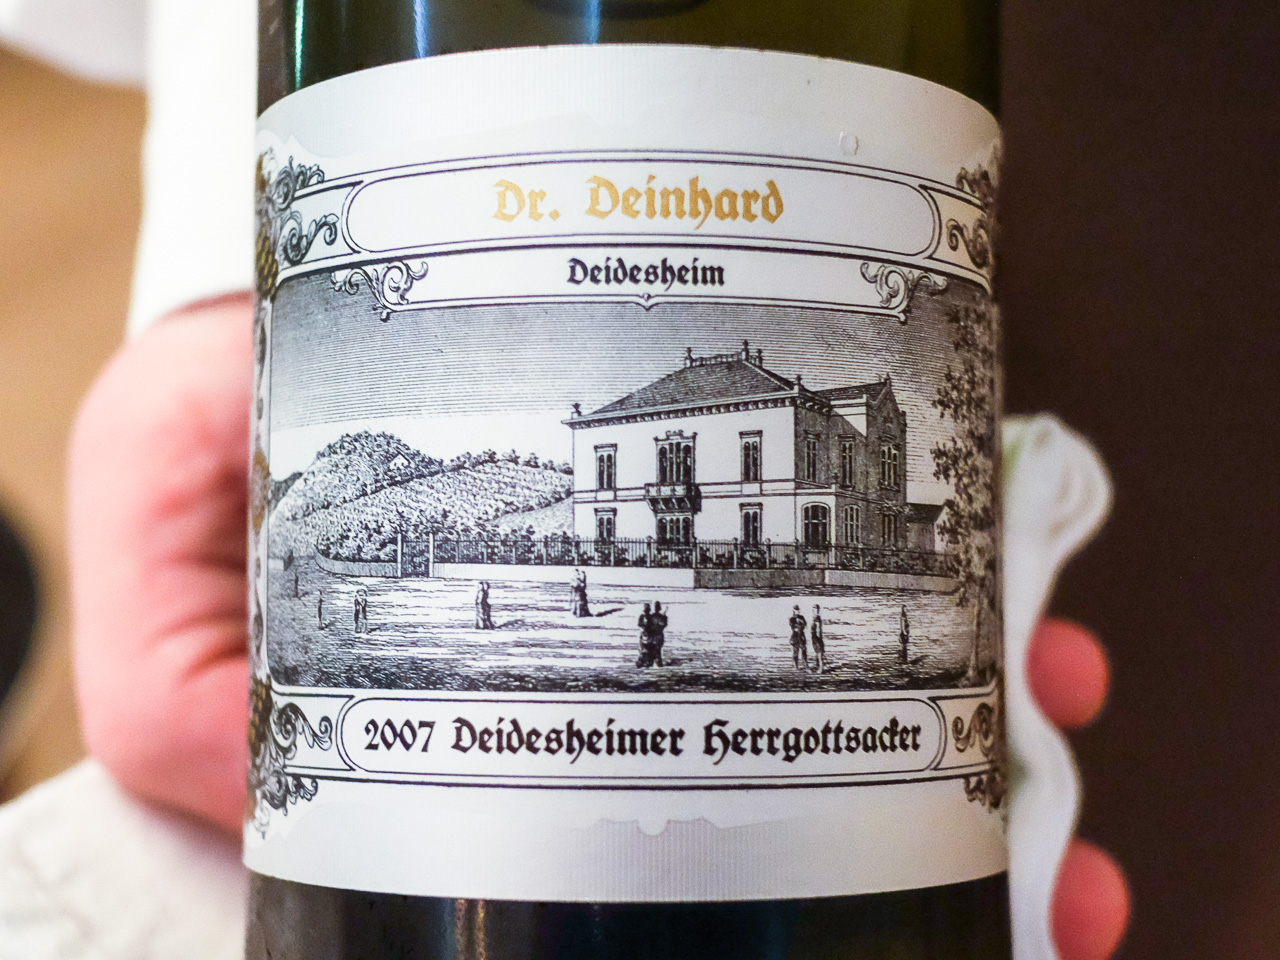 Dr. Deinhard
Deidesheim
2007 Deidesheimer Herrgottsacker